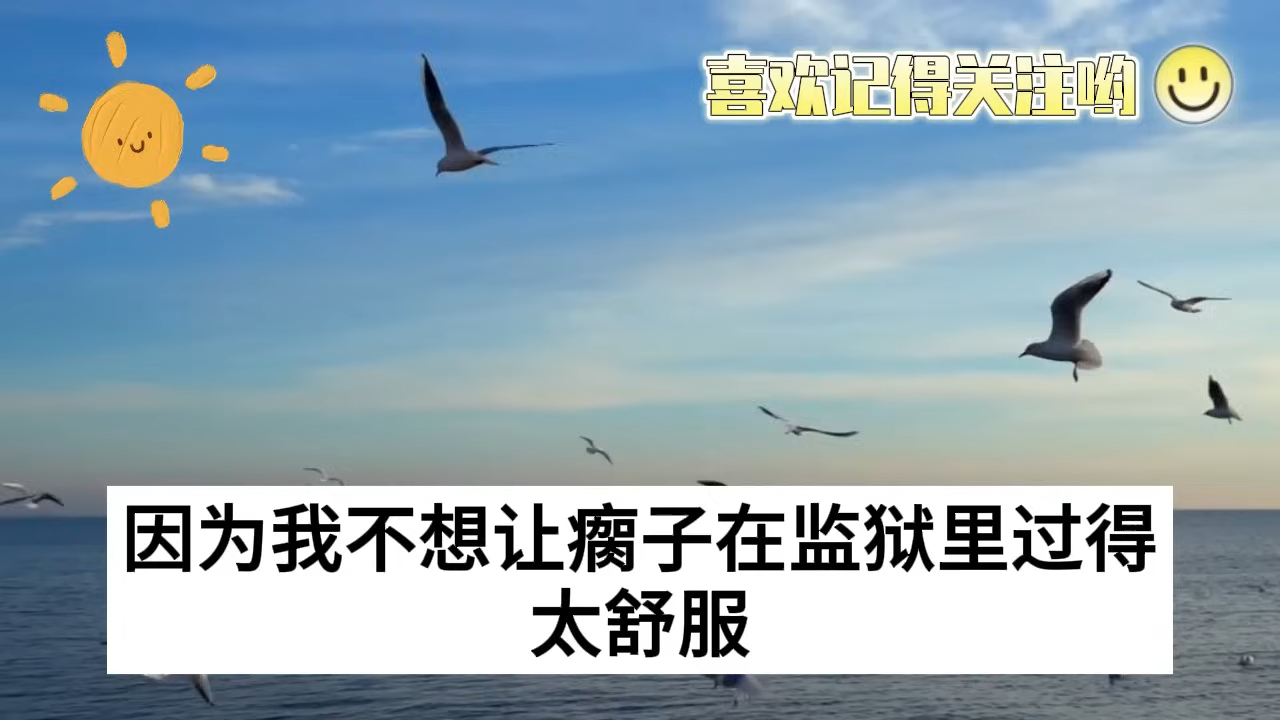 喜欢记得关注哟
因为我不想让瘸子在监狱里过得
太舒服